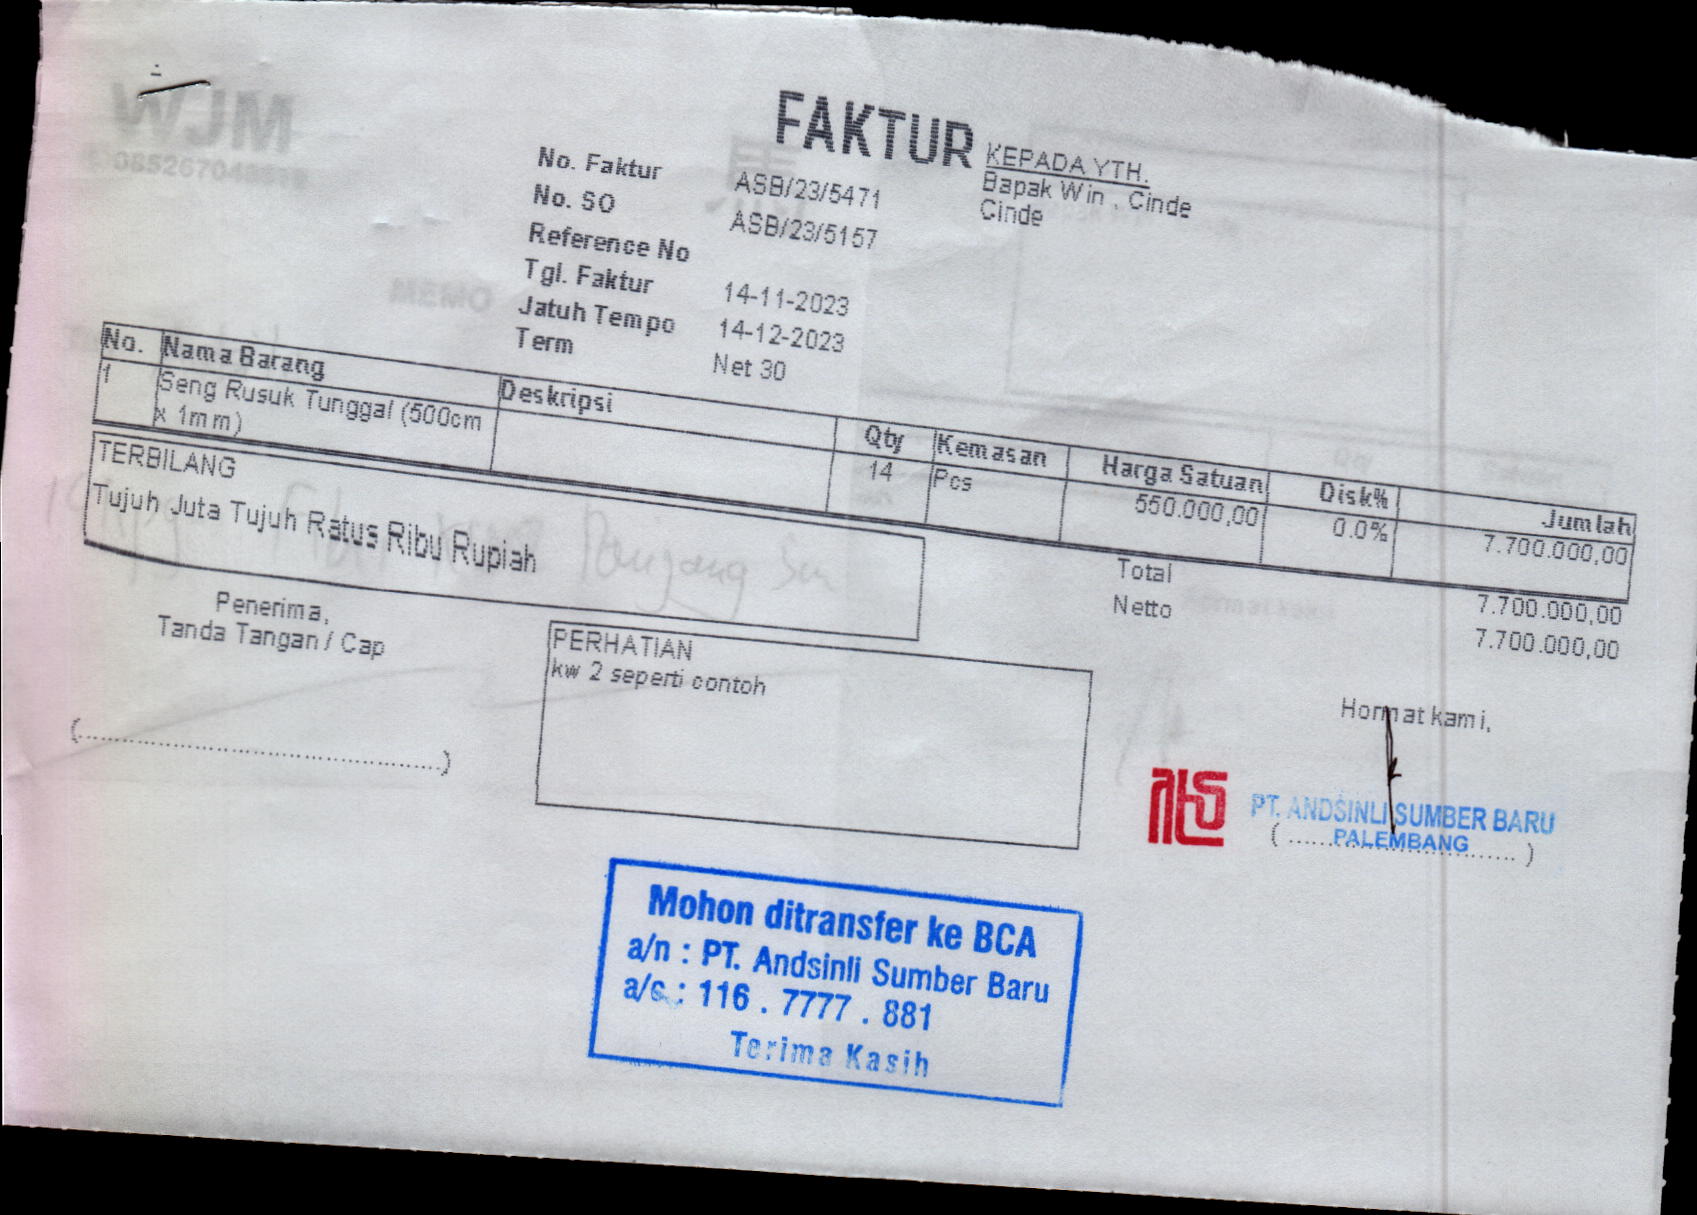 FAKTUR
No. Faktur ASB/23/5471
No. SO ASB/23/5157
Reference No
Tgl. Faktur 14-11-2023
Jatuh Tempo 14-12-2023
Term Net 30
KEPADA YTH.
Bapak Win . Cinde
Cinde
WJM
MEMO
No. Nama Barang Deskripsi Qty Kemasan Harga Satuan Disk% Jumlah
1 Seng Rusuk Tunggal (500cm 14 Pcs 550.000,00 0.0% 7.700.000,00
x 1mm)
TERBILANG
Tujuh Juta Tujuh Ratus Ribu Rupiah
Total 7.700.000,00
Netto 7.700.000,00
Penerima,
Tanda Tangan / Cap
(..............................................)
PERHATIAN
kw 2 seperti contoh
Hormat kami,
PT. ANDSINLI SUMBER BARU
PALEMBANG
Mohon ditransfer ke BCA
a/n : PT. Andsinli Sumber Baru
a/c : 116 . 7777 . 881
Terima Kasih